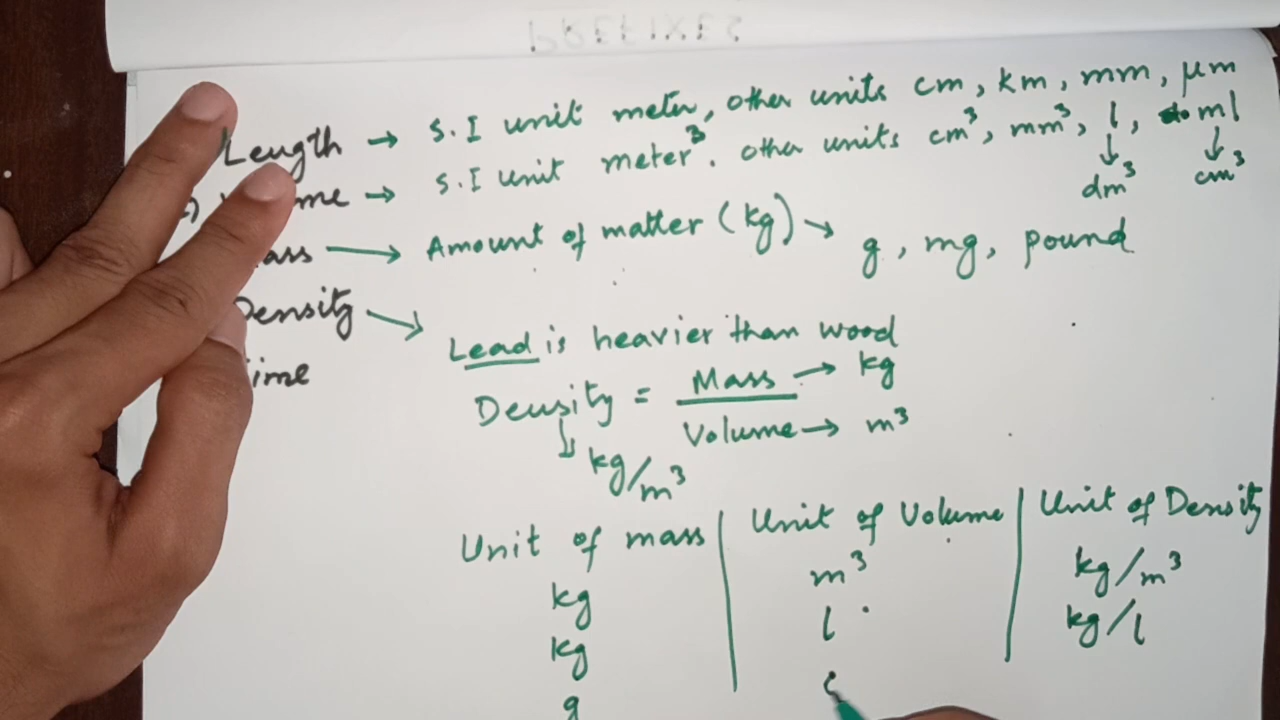 Length → S.I unit meter, other units cm, km, mm, μm
→ S.I unit meter³. other units cm³, mm³, l, ml
dm³ cm³
Amount of matter (kg) → g, mg, pound
Density → Lead is heavier than wood
Density = Mass → kg
Volume → m³
kg/m³
Unit of mass | Unit of Volume | Unit of Density
kg m³ kg/m³
kg l kg/l
g